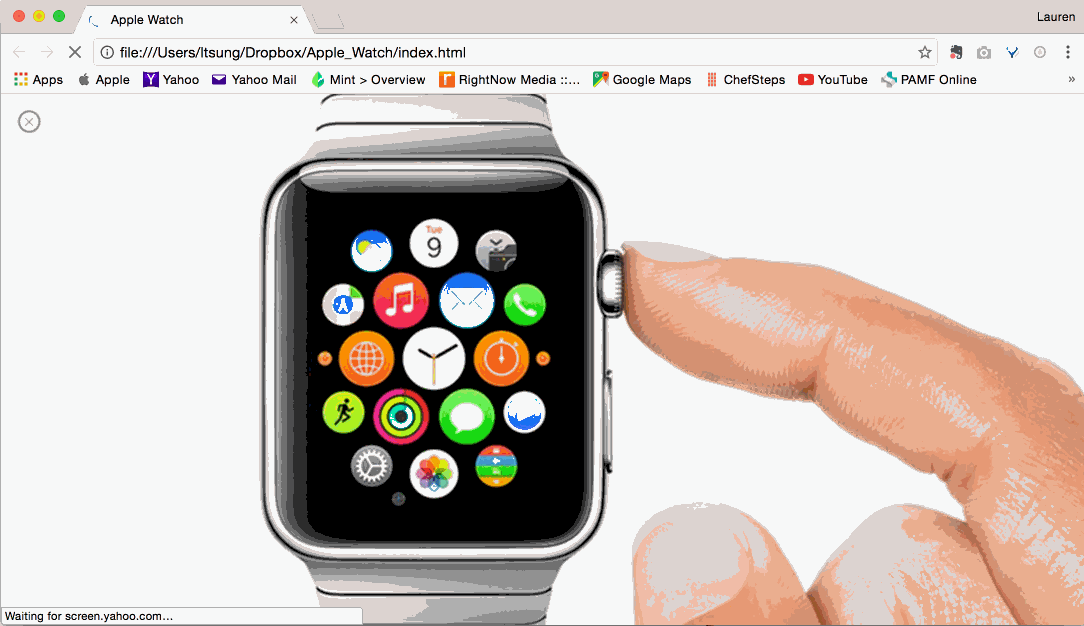 Apple Watch
Lauren
file:///Users/ltsung/Dropbox/Apple_Watch/index.html
Apps Apple Yahoo Yahoo Mail Mint > Overview RightNow Media ::… Google Maps ChefSteps YouTube PAMF Online »
Tue
9
Waiting for screen.yahoo.com…